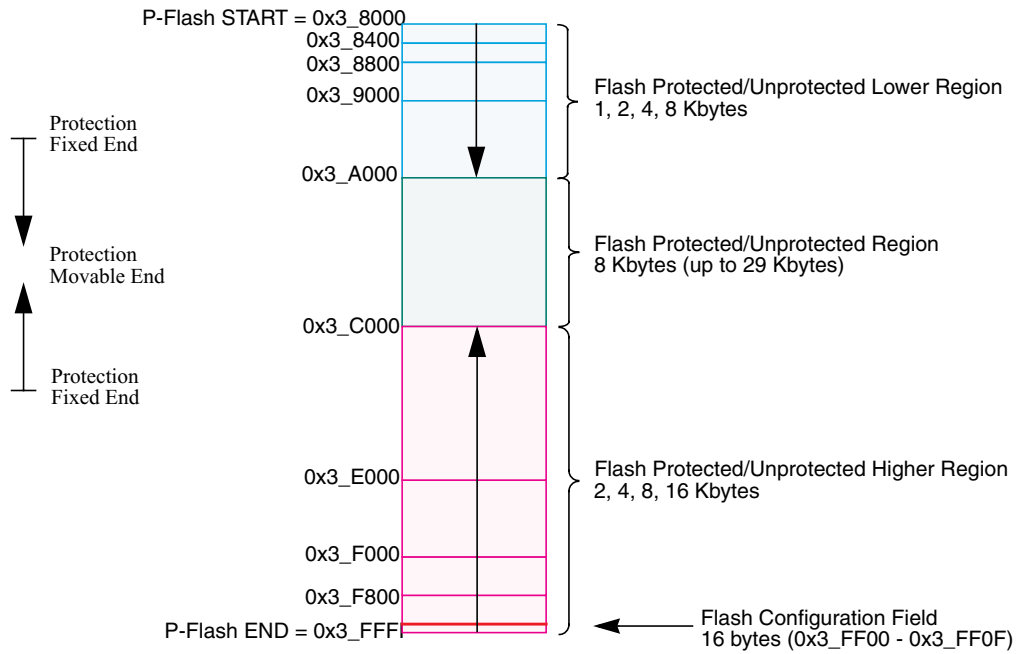 P-Flash START = 0x3_8000
0x3_8400
0x3_8800
0x3_9000
Flash Protected/Unprotected Lower Region
1, 2, 4, 8 Kbytes
Protection
Fixed End
0x3_A000
Protection
Movable End
Flash Protected/Unprotected Region
8 Kbytes (up to 29 Kbytes)
0x3_C000
Protection
Fixed End
0x3_E000
Flash Protected/Unprotected Higher Region
2, 4, 8, 16 Kbytes
0x3_F000
0x3_F800
P-Flash END = 0x3_FFFF
Flash Configuration Field
16 bytes (0x3_FF00 - 0x3_FF0F)